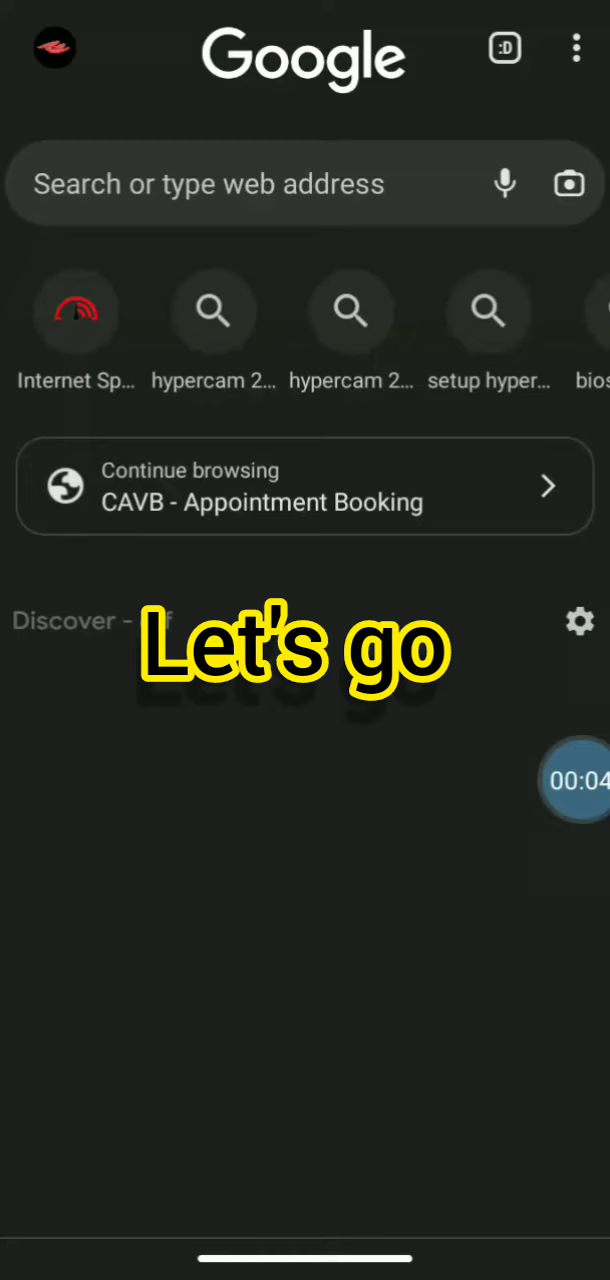 Google
:D
Search or type web address
Internet Sp... hypercam 2... hypercam 2... setup hyper... bios
Continue browsing
CAVB - Appointment Booking
Discover -
Let's go
00:04